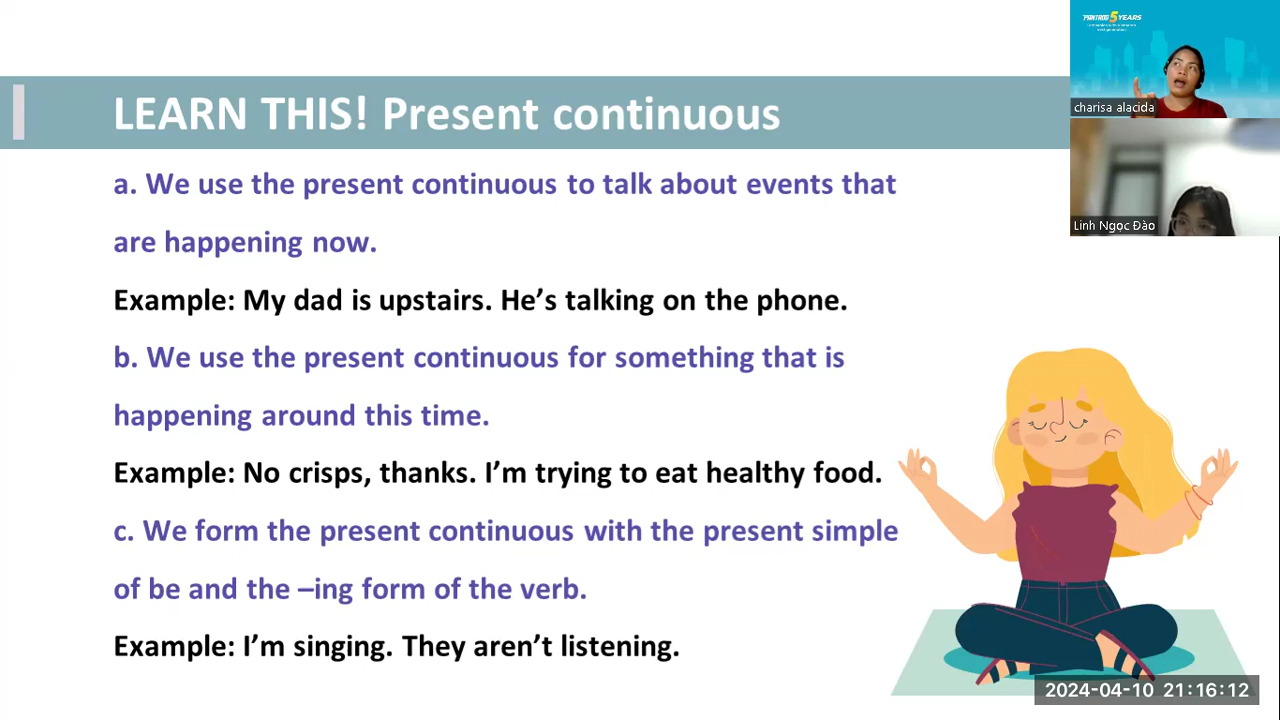 LEARN THIS! Present continuous
a. We use the present continuous to talk about events that
are happening now.
Example: My dad is upstairs. He’s talking on the phone.
b. We use the present continuous for something that is
happening around this time.
Example: No crisps, thanks. I’m trying to eat healthy food.
c. We form the present continuous with the present simple
of be and the –ing form of the verb.
Example: I’m singing. They aren’t listening.
5 YEARS
charisa alacida
Linh Ngọc Đào
2024-04-10 21:16:12